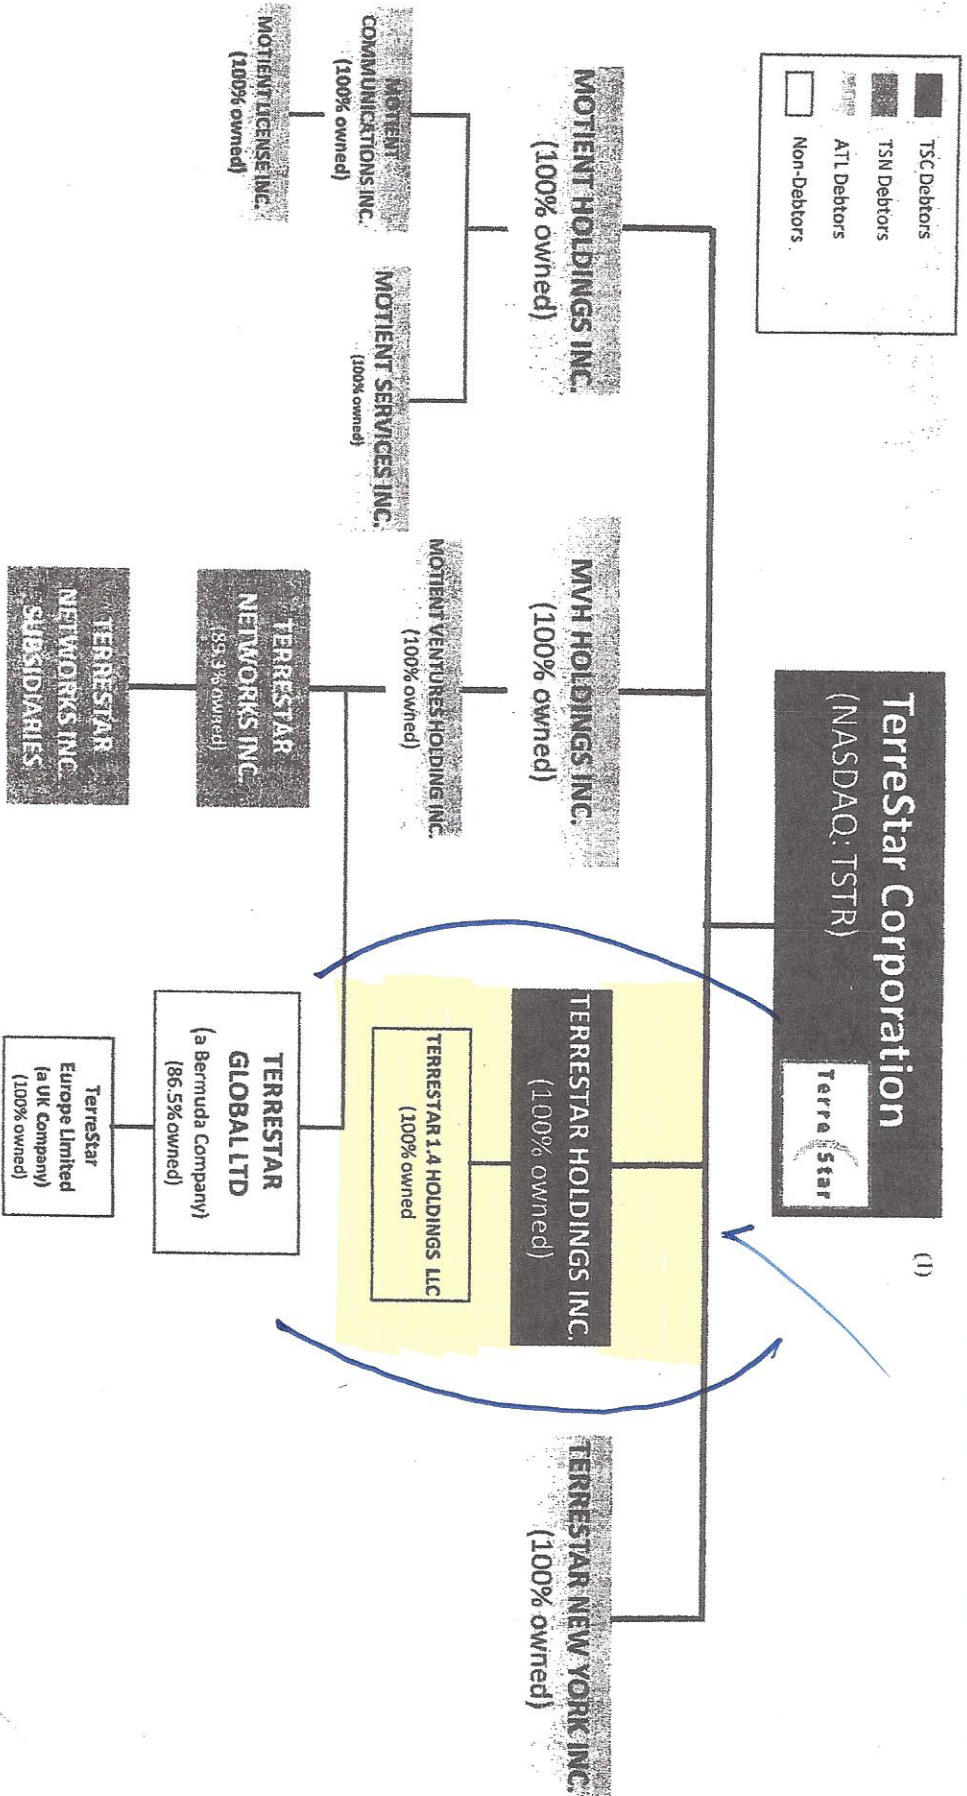 TSC Debtors
TSN Debtors
ATL Debtors
Non-Debtors
TerreStar Corporation
(NASDAQ: TSTR)
TerreStar
(1)
MOTIENT HOLDINGS INC.
(100% owned)
MVH HOLDINGS INC.
(100% owned)
TERRESTAR HOLDINGS INC.
(100% owned)
TERRESTAR NEW YORK INC.
(100% owned)
MOTIENT
COMMUNICATIONS INC.
(100% owned)
MOTIENT SERVICES INC.
(100% owned)
MOTIENT VENTURES HOLDING INC.
(100% owned)
TERRESTAR 1.4 HOLDINGS LLC
(100% owned
MOTIENT LICENSE INC.
(100% owned)
TERRESTAR
NETWORKS INC.
owned)
TERRESTAR
GLOBAL LTD
(a Bermuda Company)
(86.5% owned)
TERRESTAR
NETWORKS INC.
SUBSIDIARIES
TerreStar
Europe Limited
(a UK Company)
(100% owned)